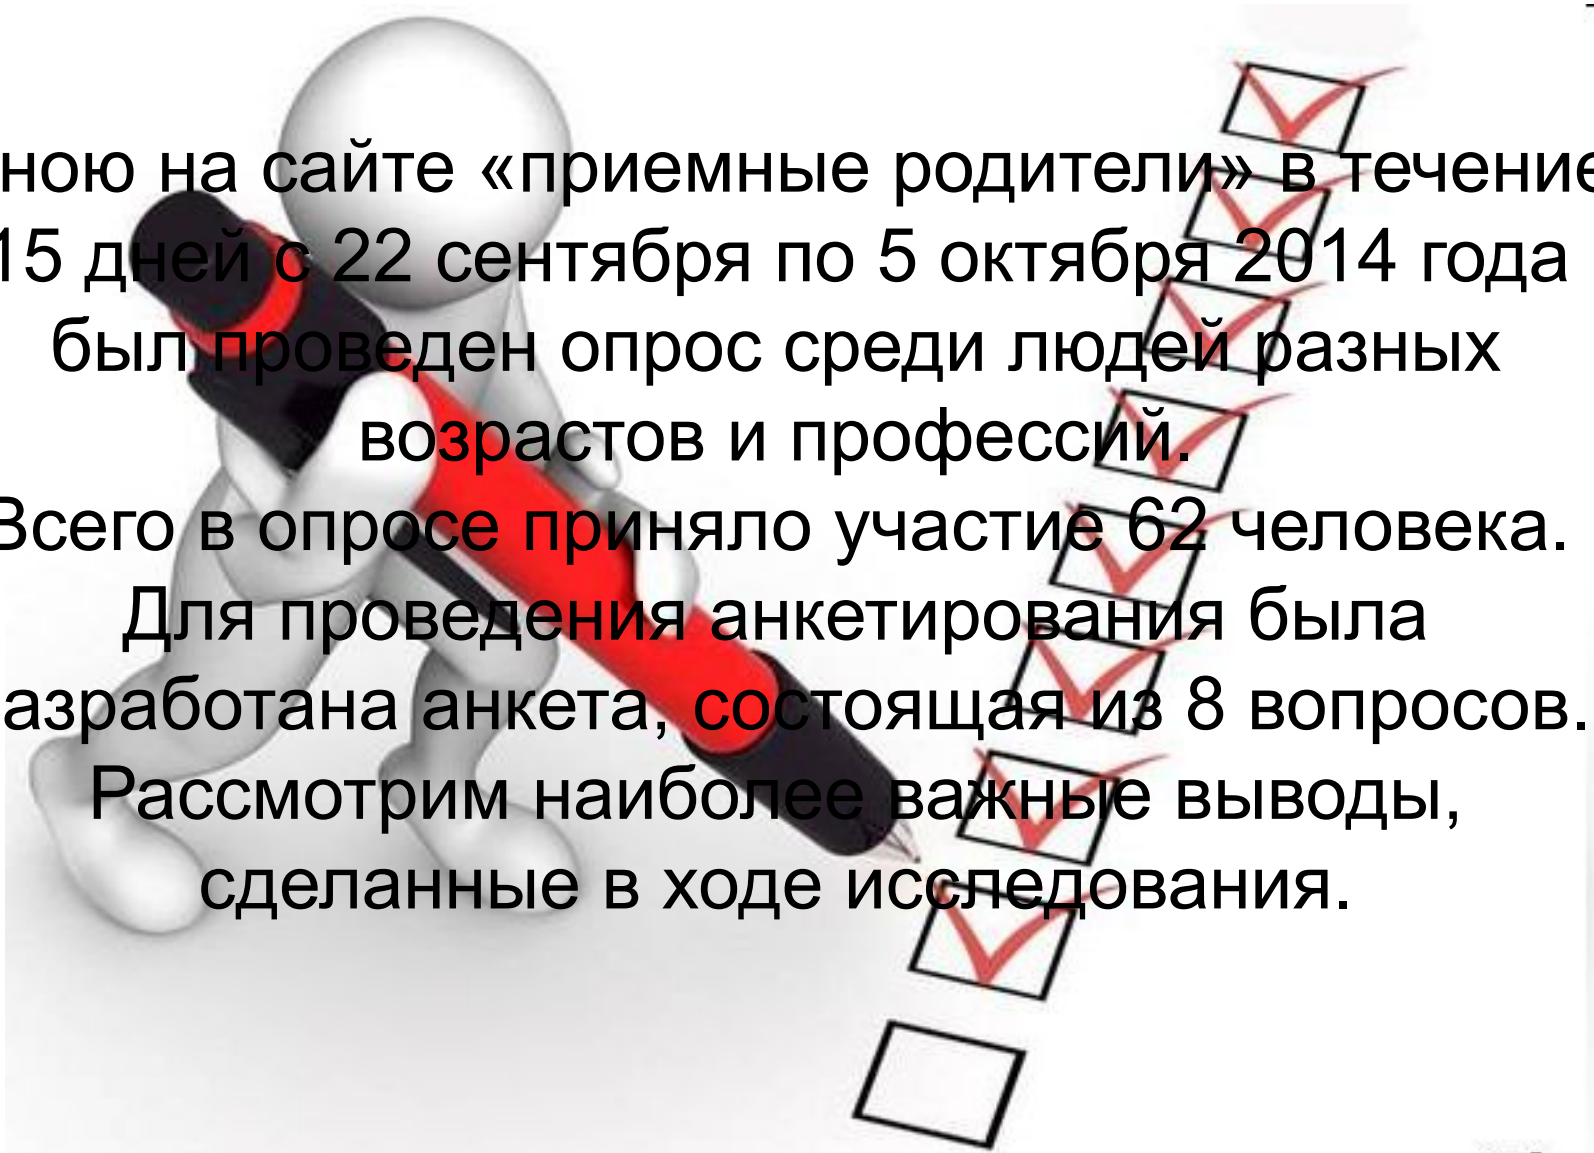 ною на сайте «приемные родители» в течение
15 дней с 22 сентября по 5 октября 2014 года
был проведен опрос среди людей разных
возрастов и профессий.
Всего в опросе приняло участие 62 человека.
Для проведения анкетирования была
азработана анкета, состоящая из 8 вопросов.
Рассмотрим наиболее важные выводы,
сделанные в ходе исследования.